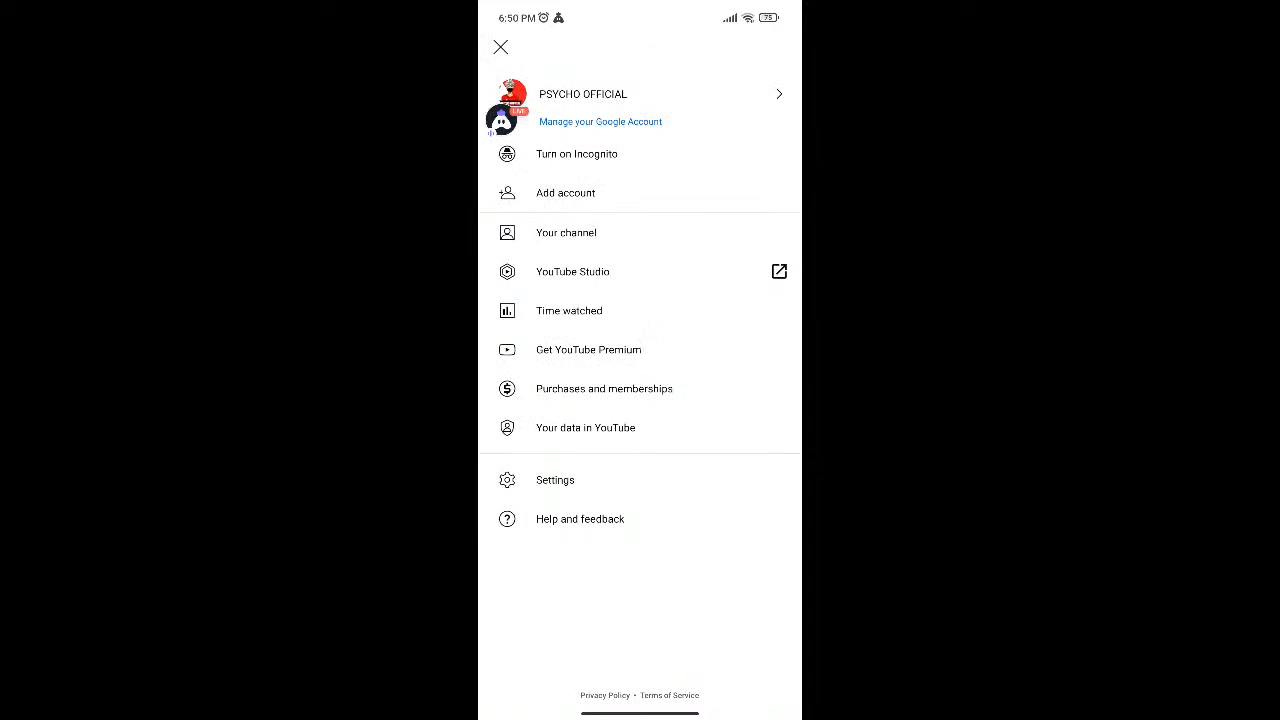 6:50 PM
75
PSYCHO OFFICIAL
LIVE
Manage your Google Account
Turn on Incognito
Add account
Your channel
YouTube Studio
Time watched
Get YouTube Premium
Purchases and memberships
Your data in YouTube
Settings
Help and feedback
Privacy Policy • Terms of Service